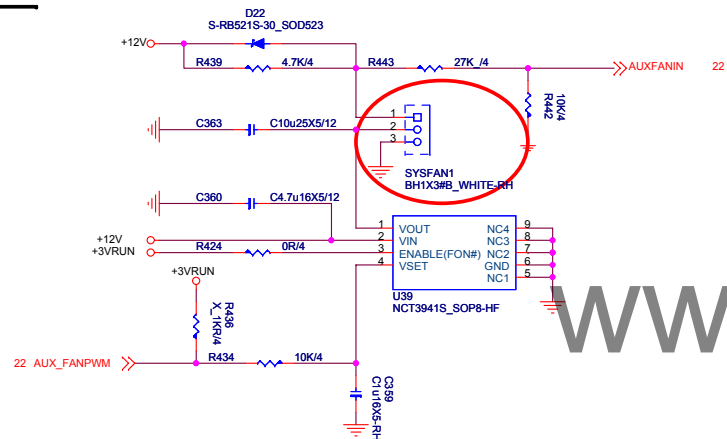 D22
S-RB521S-30_SOD523
+12V
R439
4.7K/4
R443
27K_/4
AUXFANIN
22
10K/4
R442
C363
C10u25X5/12
1
2
3
SYSFAN1
BH1X3#B_WHITE-RH
C360
C4.7u16X5/12
+12V
+3VRUN
R424
0R/4
1
2
3
4
VOUT
VIN
ENABLE(FON#)
VSET
NC4
NC3
NC2
GND
NC1
9
8
7
6
5
U39
NCT3941S_SOP8-HF
+3VRUN
R436
X_1KR/4
22 AUX_FANPWM
R434
10K/4
C359
C1u16X5-RH
ww